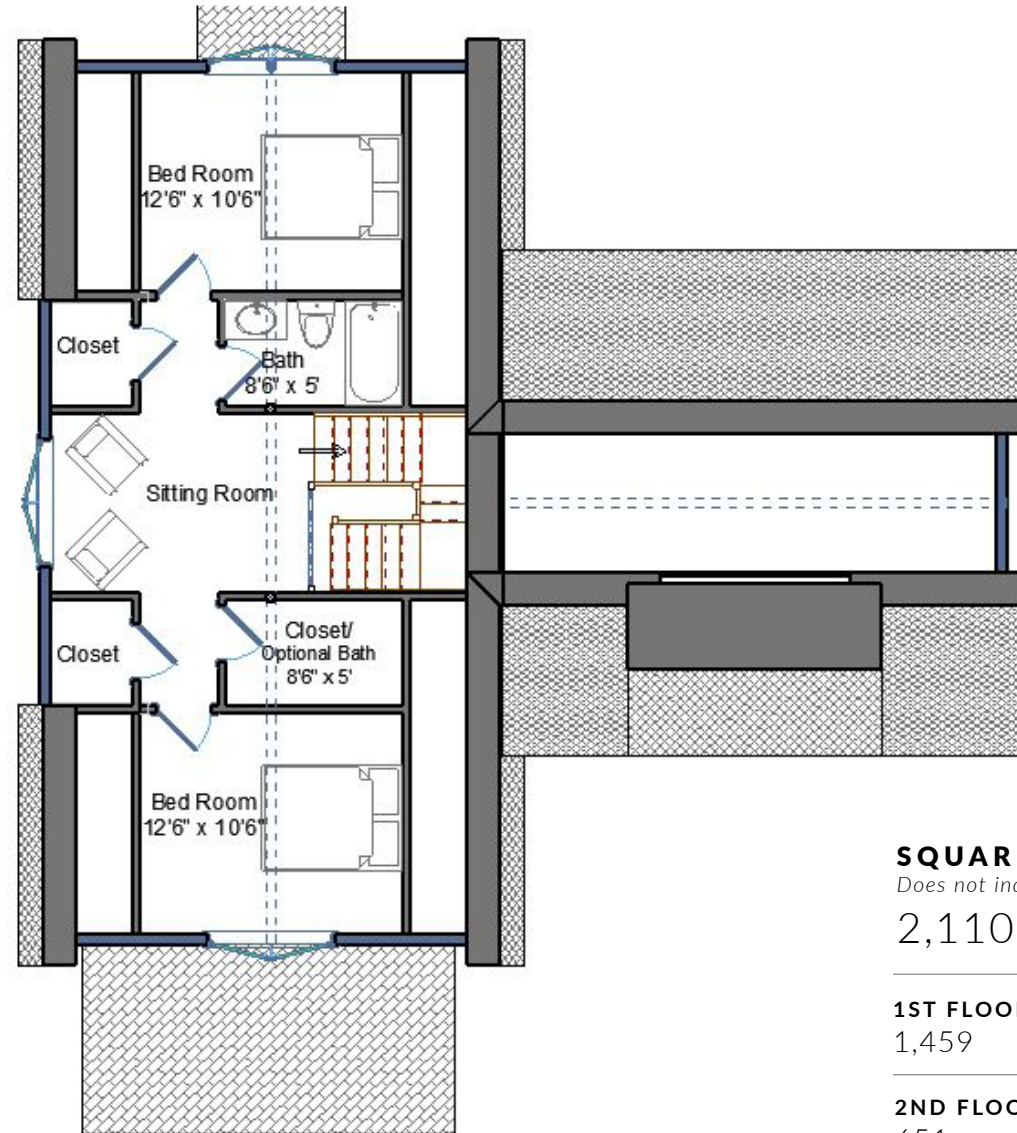 Bed Room
12'6" x 10'6"
Closet
Bath
8'6" x 5'
Sitting Room
Closet
Closet/
Optional Bath
8'6" x 5'
Bed Room
12'6" x 10'6"
SQUAR
Does not inc
2,110
1ST FLOO
1,459
2ND FLOO